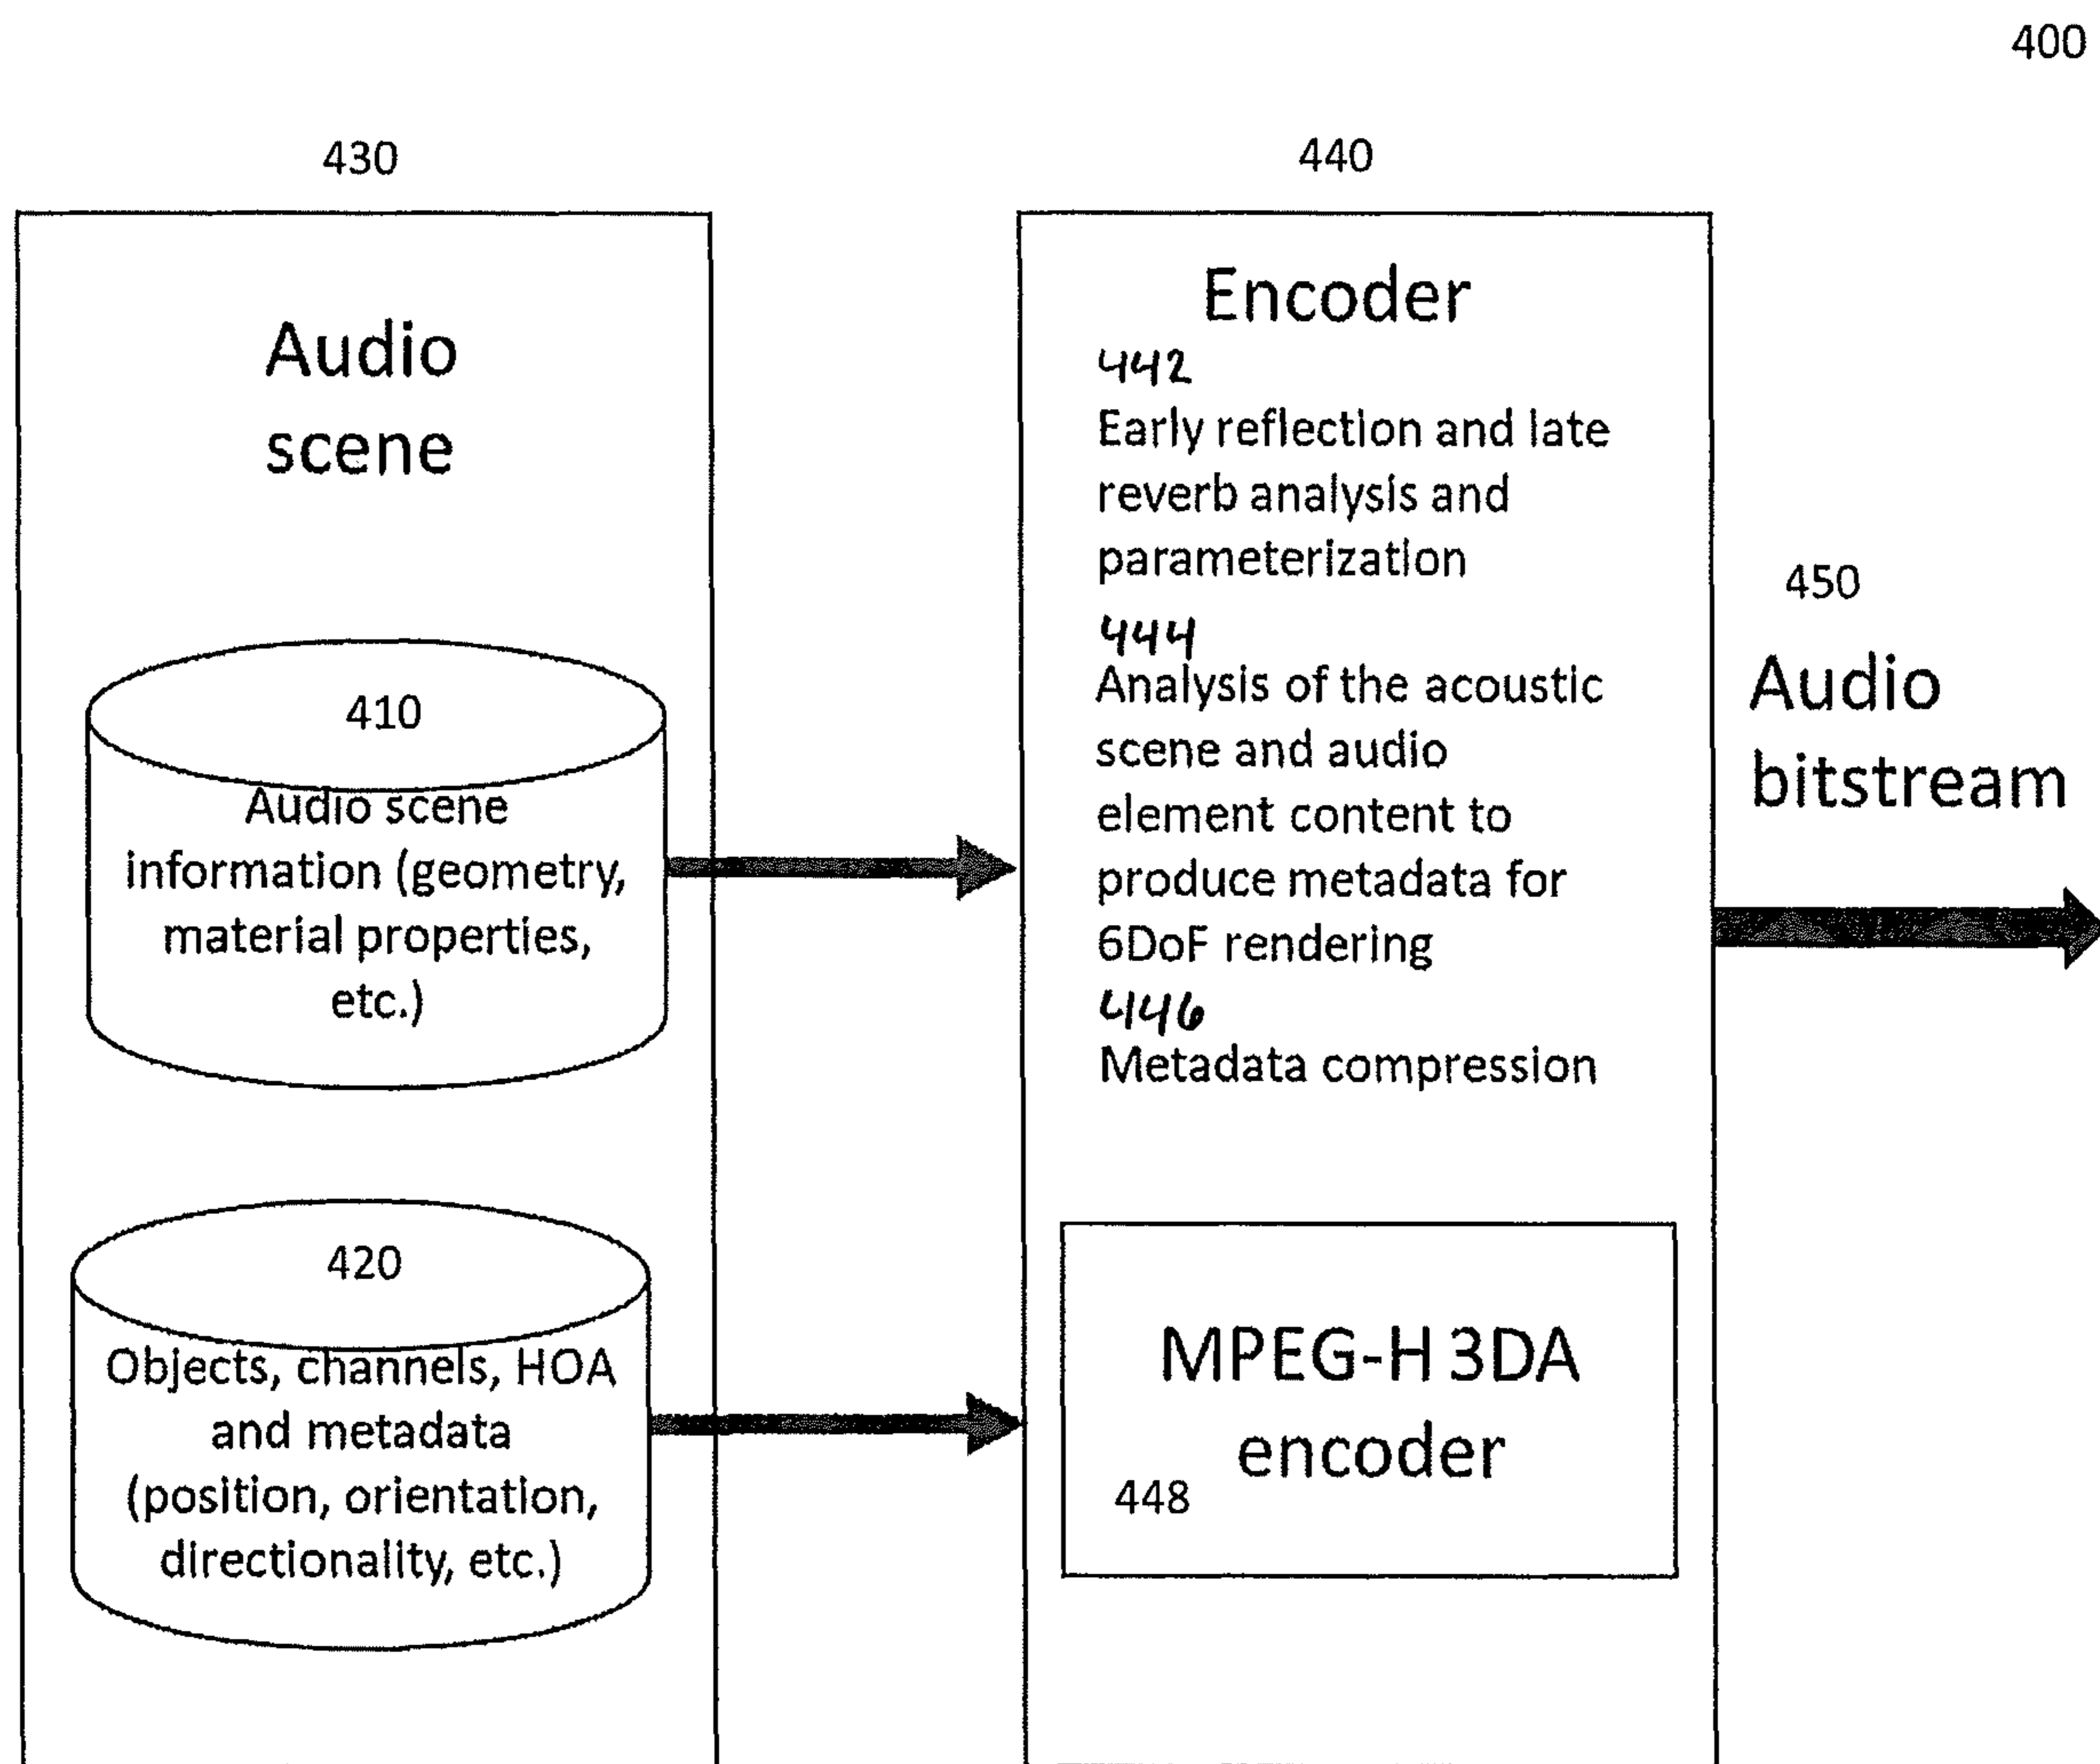 400
430
Audio
scene
410
Audio scene
information (geometry,
material properties,
etc.)
420
Objects, channels, HOA
and metadata
(position, orientation,
directionality, etc.)
440
Encoder
442
Early reflection and late
reverb analysis and
parameterization
444
Analysis of the acoustic
scene and audio
element content to
produce metadata for
6DoF rendering
446
Metadata compression
MPEG-H 3DA
encoder
448
450
Audio
bitstream